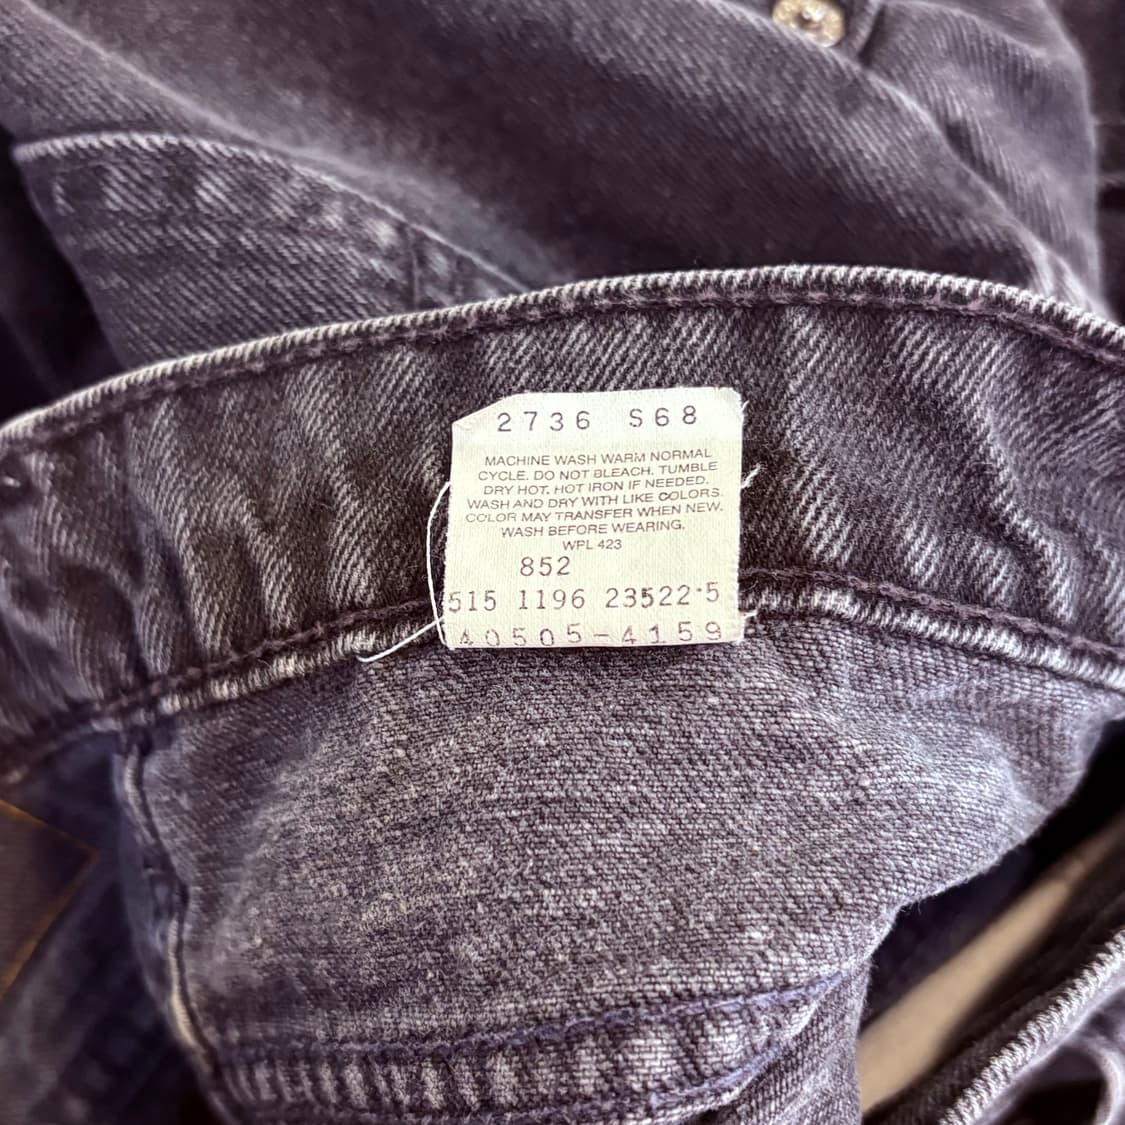 2736 S68
MACHINE WASH WARM NORMAL
CYCLE. DO NOT BLEACH. TUMBLE
DRY HOT. HOT IRON IF NEEDED.
WASH AND DRY WITH LIKE COLORS.
COLOR MAY TRANSFER WHEN NEW.
WASH BEFORE WEARING.
WPL 423
852
515 1196 23522·5
40505-4159